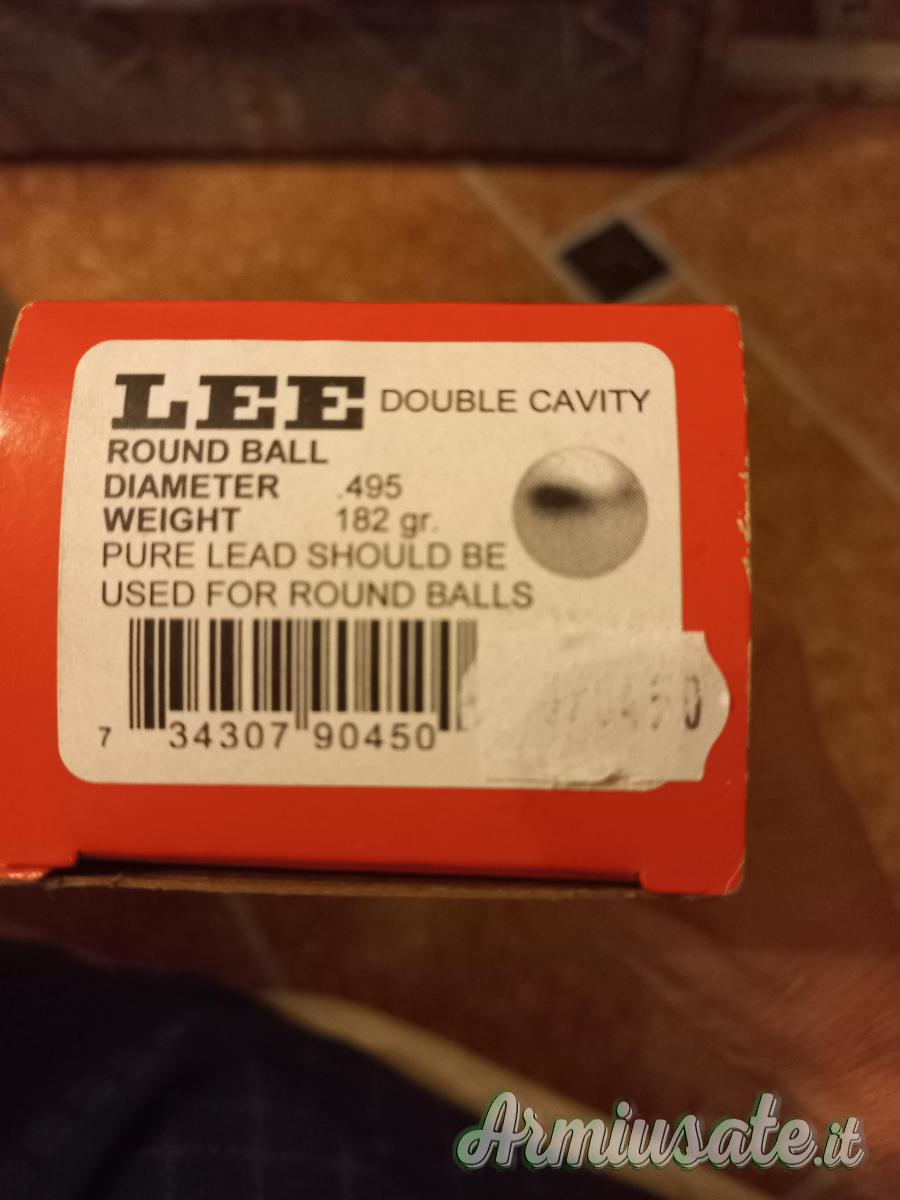 LEE DOUBLE CAVITY
ROUND BALL
DIAMETER .495
WEIGHT 182 gr.
PURE LEAD SHOULD BE
USED FOR ROUND BALLS
7 34307 90450
Armiusate.it